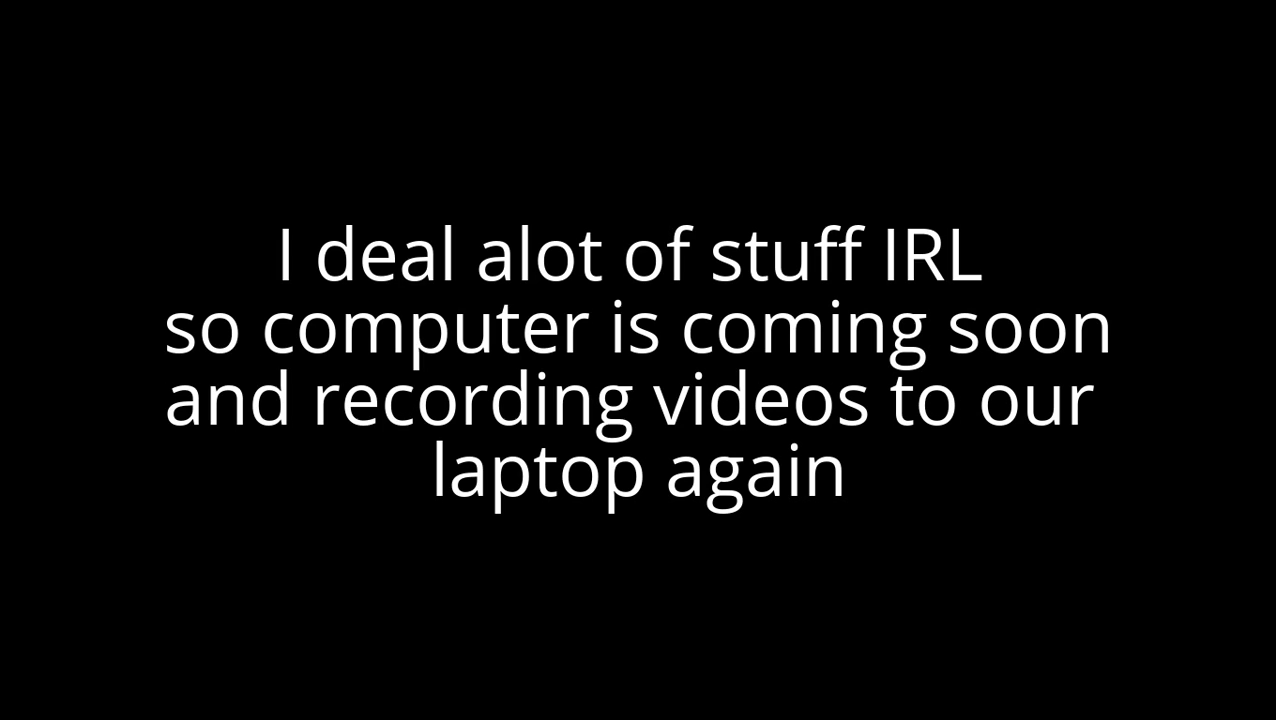 I deal alot of stuff IRL
so computer is coming soon
and recording videos to our
laptop again